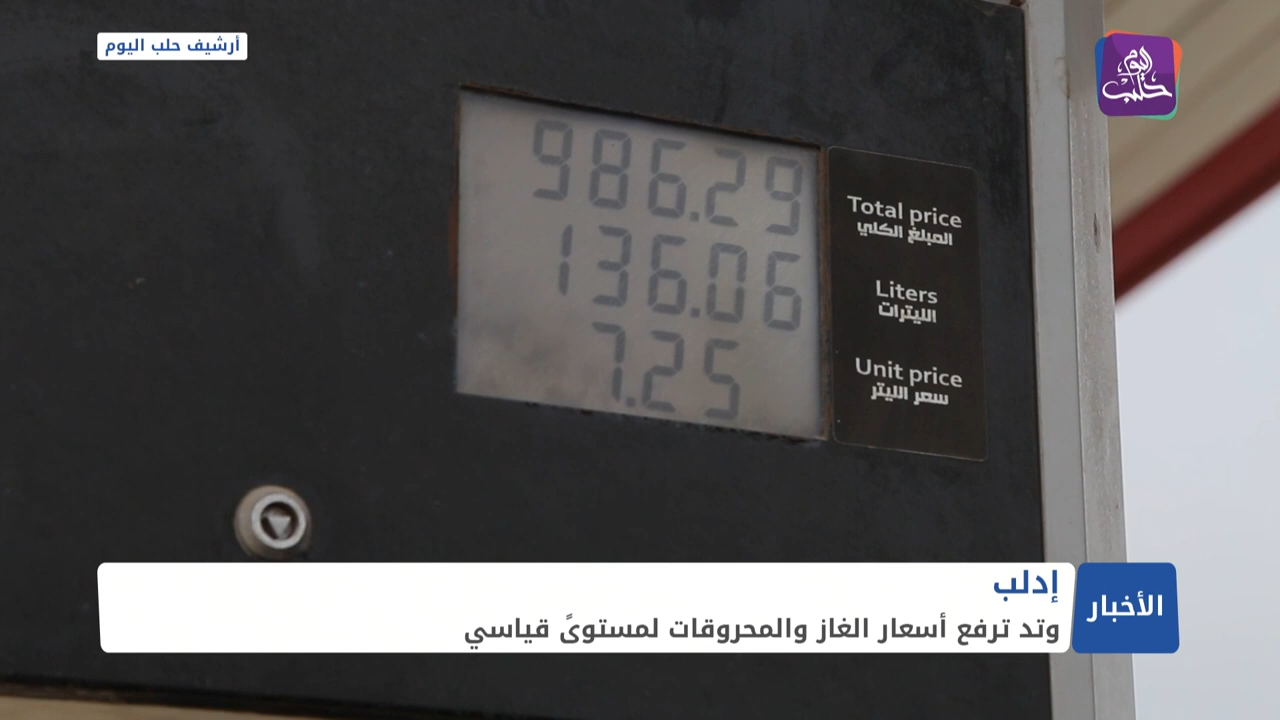 أرشيف حلب اليوم
حلب اليوم
986.29
Total price
المبلغ الكلي
136.06
Liters
الليترات
7.25
Unit price
سعر الليتر
الأخبار
إدلب
وتد ترفع أسعار الغاز والمحروقات لمستوىً قياسي